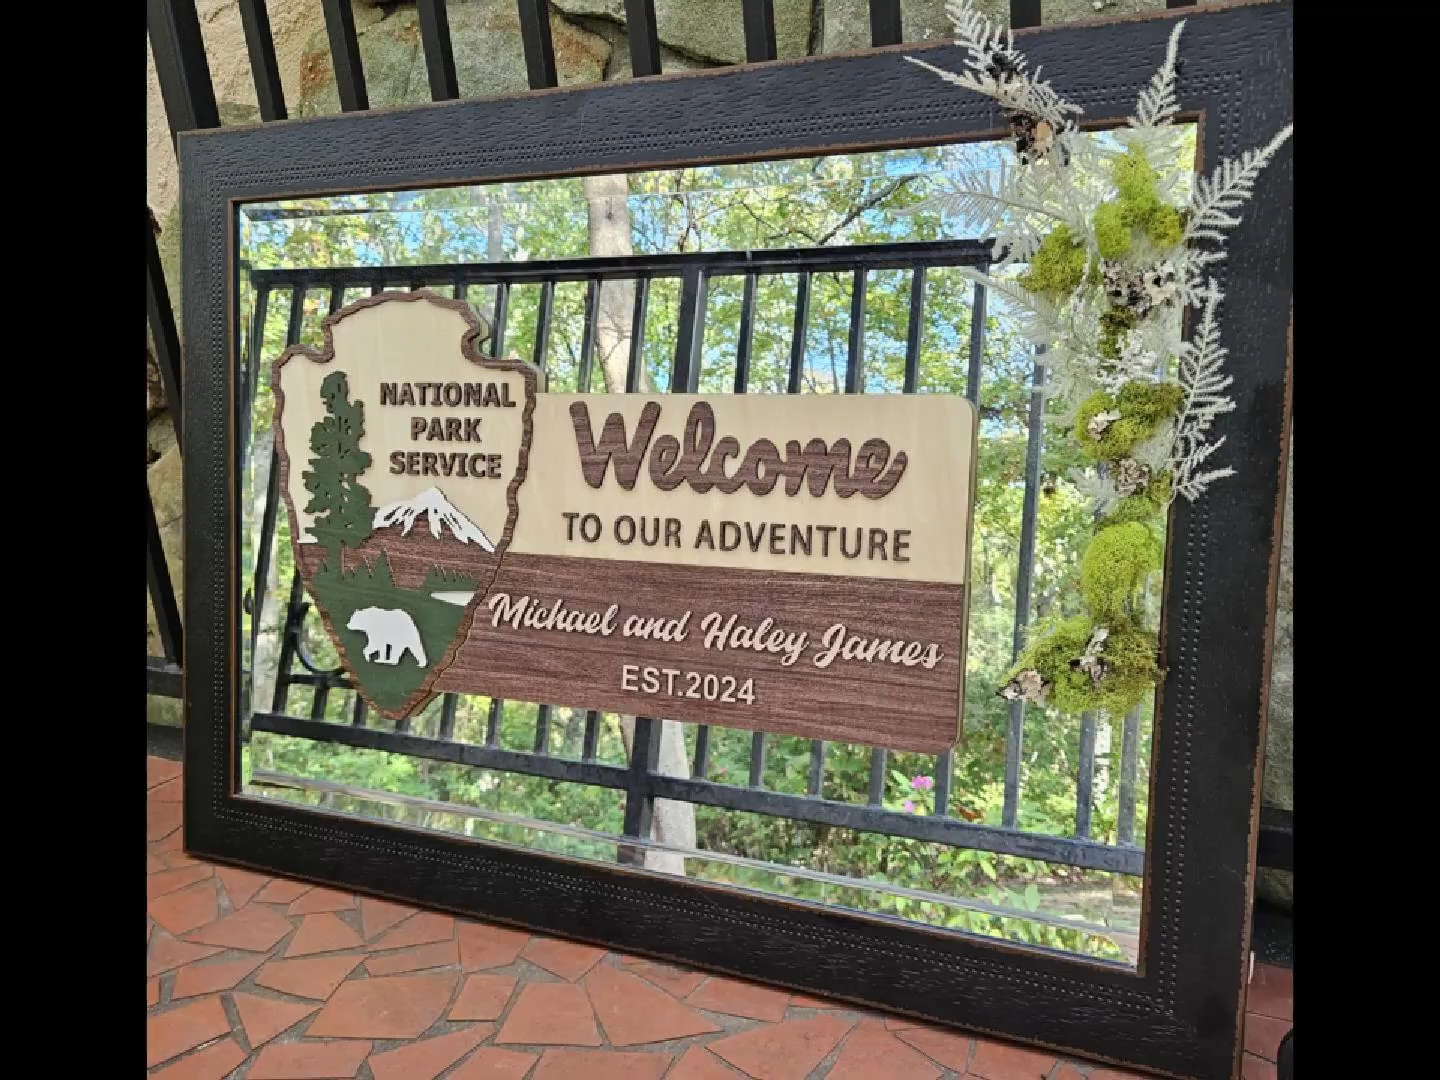 NATIONAL
PARK
SERVICE
Welcome
TO OUR ADVENTURE
Michael and Haley James
EST.2024